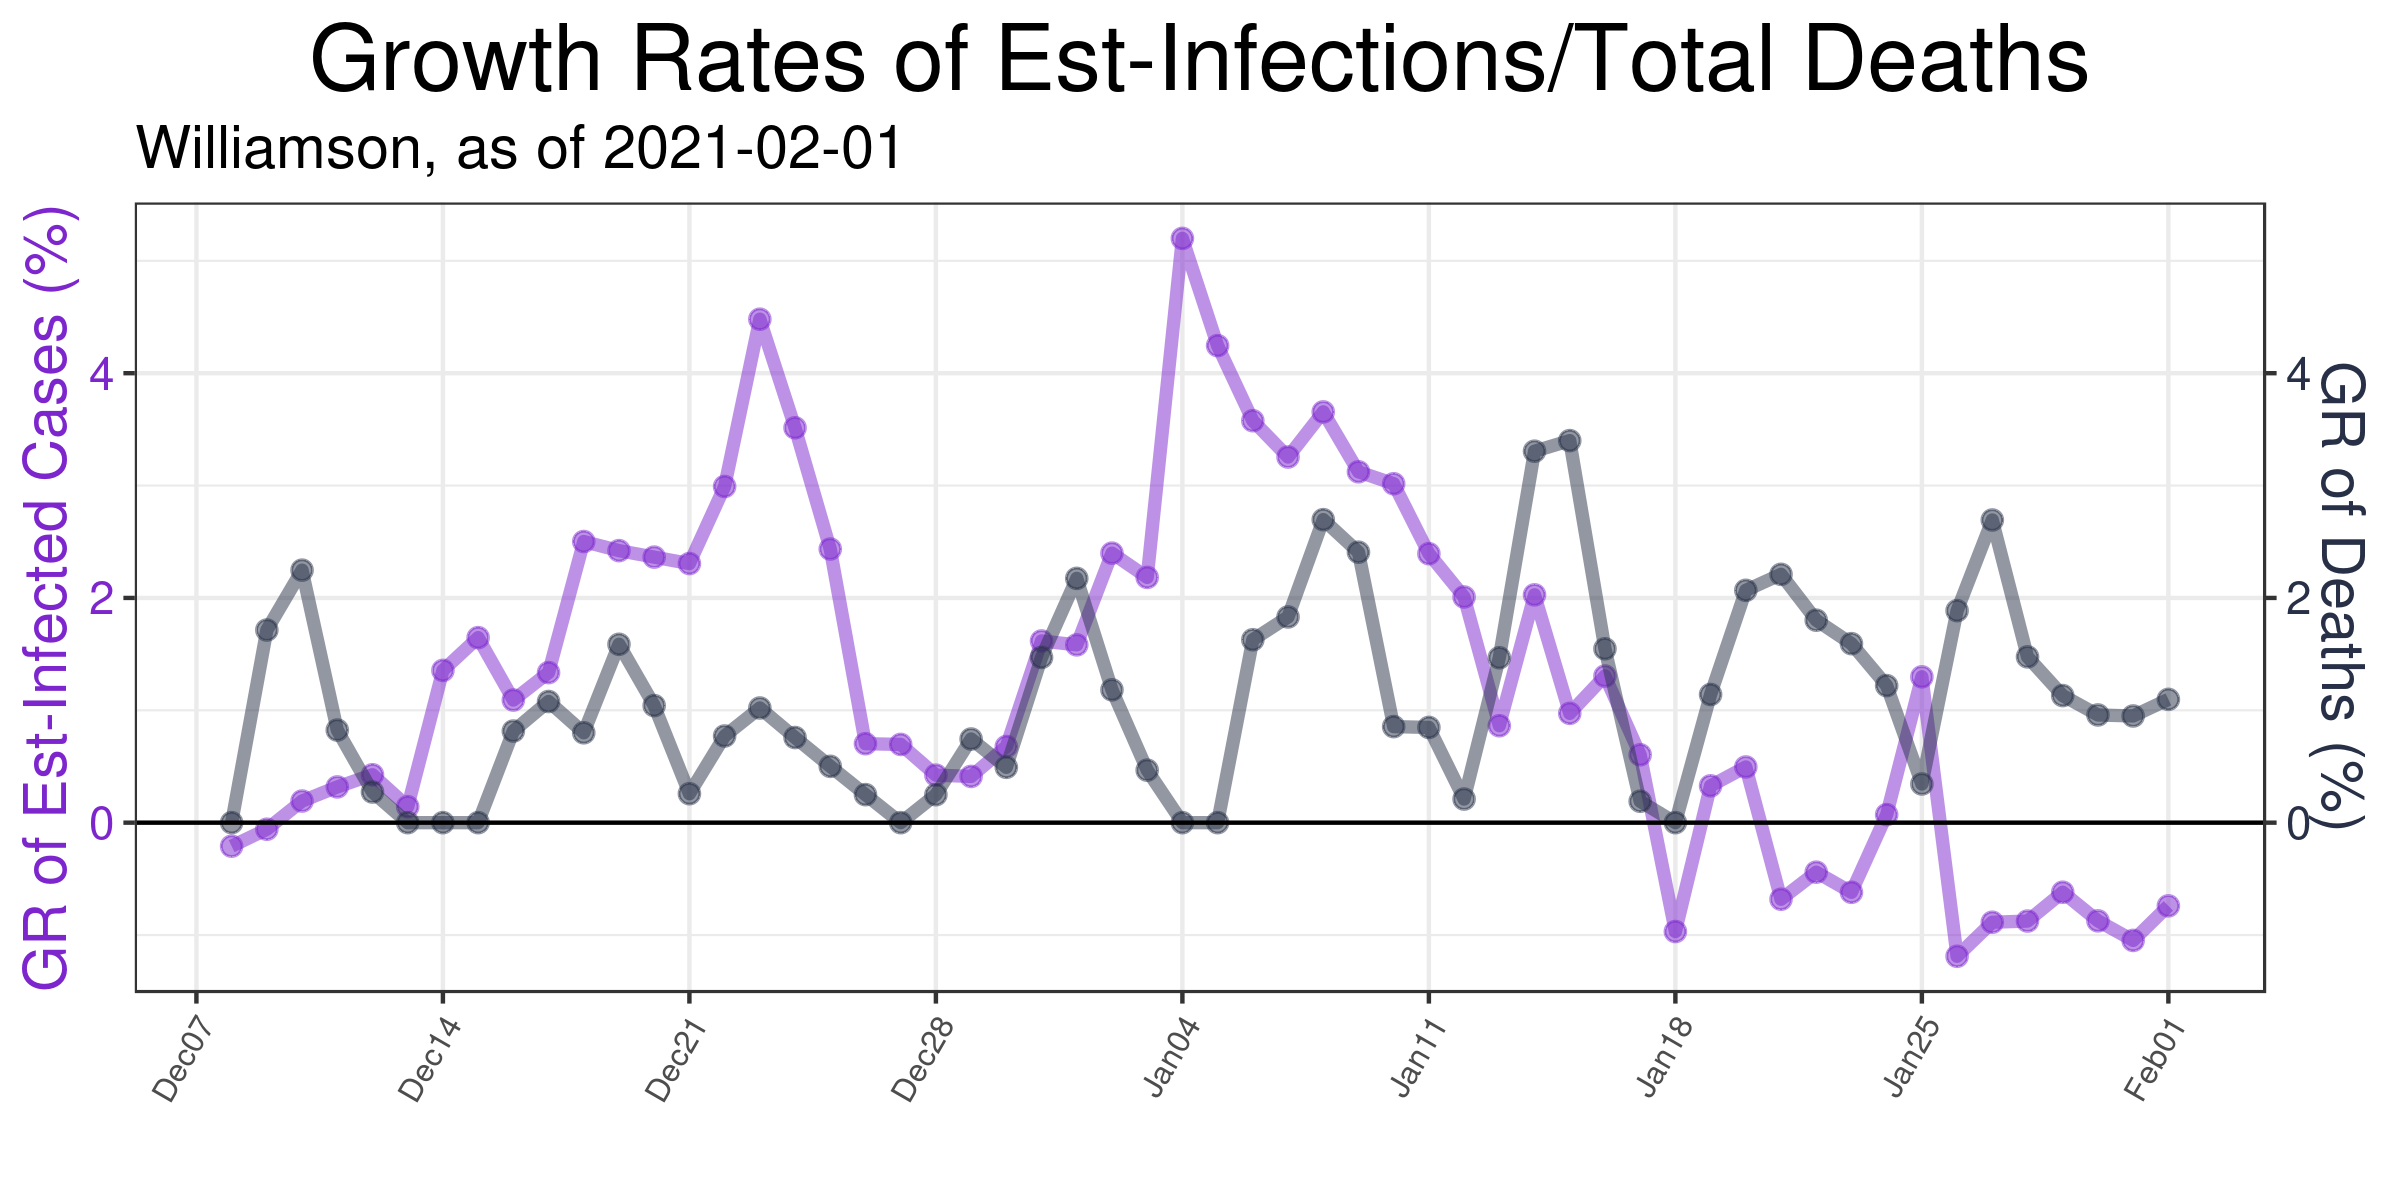 Growth Rates of Est-Infections/Total Deaths
Williamson, as of 2021-02-01
GR of Est-Infected Cases (%)
4
2
0
4
2
0
GR of Deaths (%)
Dec07
Dec14
Dec21
Dec28
Jan04
Jan11
Jan18
Jan25
Feb01